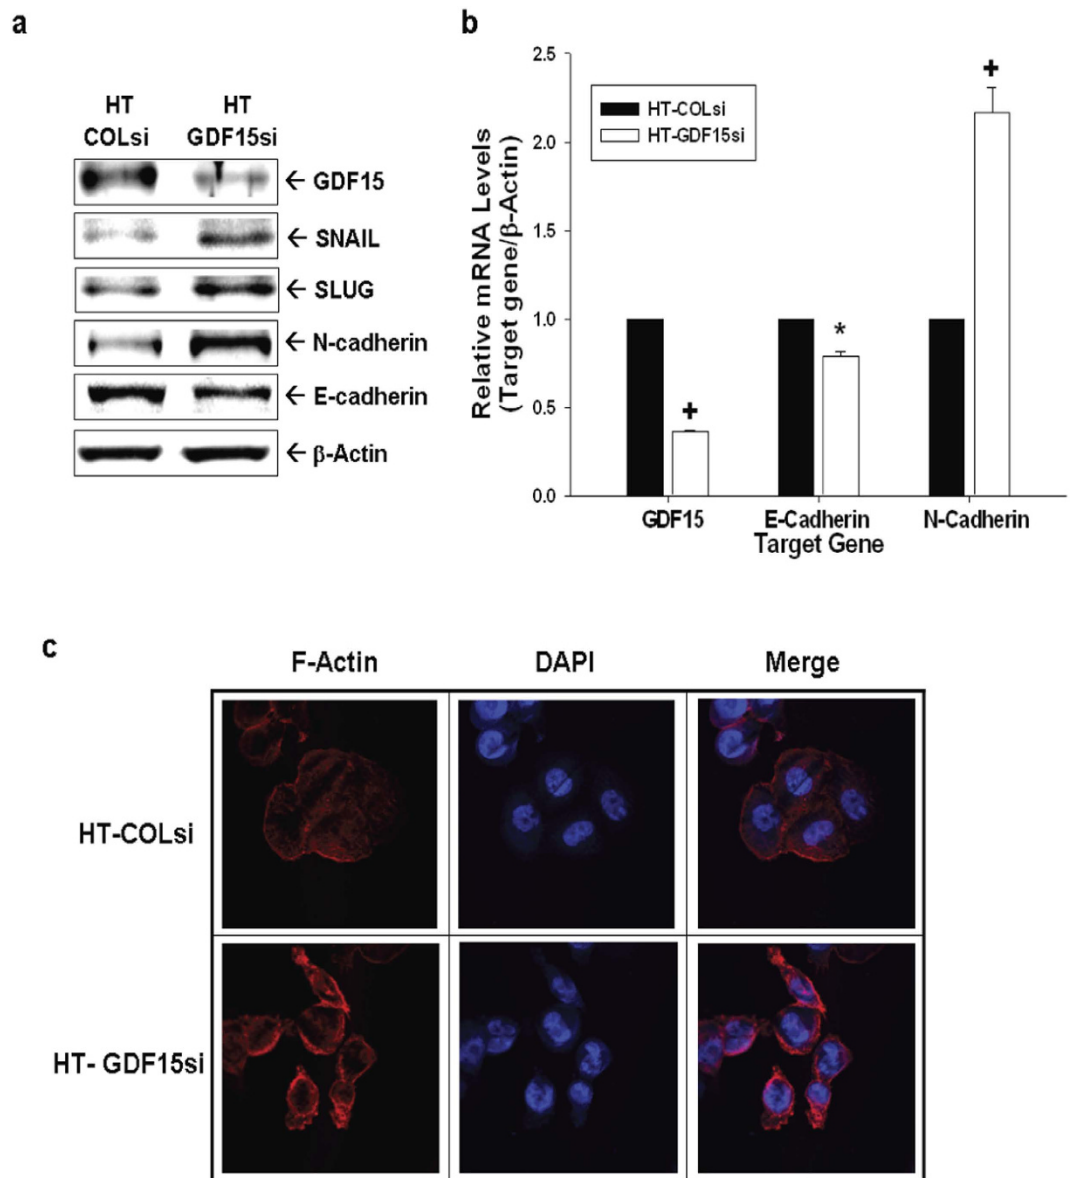 a
HT
COLsi
HT
GDF15si
← GDF15
← SNAIL
← SLUG
← N-cadherin
← E-cadherin
← β-Actin
b
Relative mRNA Levels
(Target gene/β-Actin)
2.5
2.0
1.5
1.0
0.5
0.0
HT-COLsi
HT-GDF15si
+
*
+
GDF15
E-Cadherin
N-Cadherin
Target Gene
c
F-Actin
DAPI
Merge
HT-COLsi
HT- GDF15si